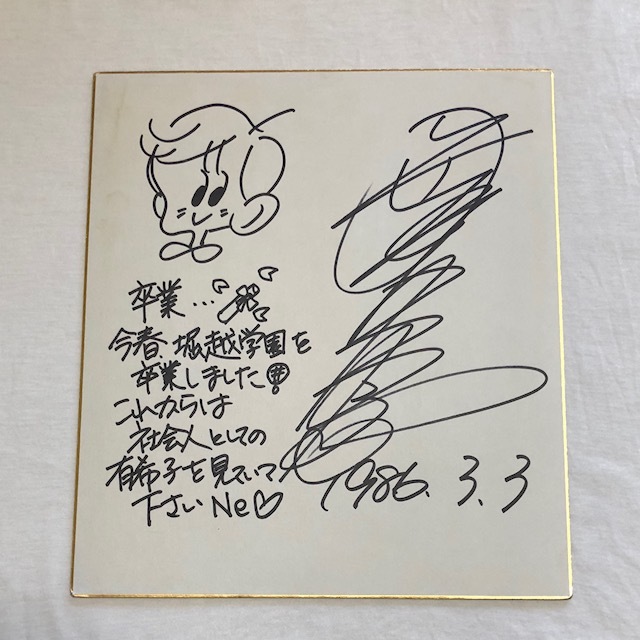 卒業…
今春、堀越学園を
卒業しました!!
これからは
社会人としての
有希子を見ていて
下さいNe♡
1986. 3. 3